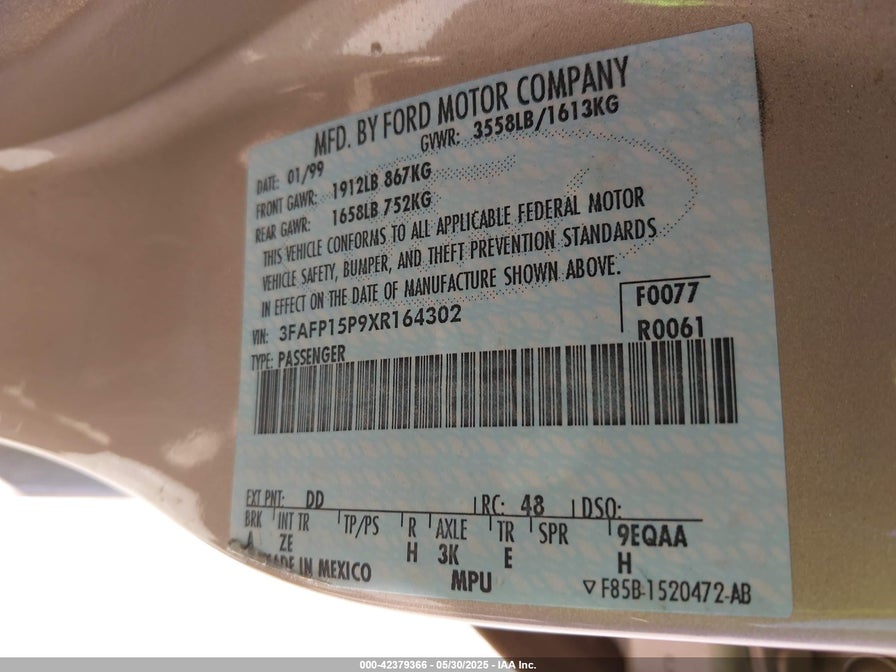 MFD. BY FORD MOTOR COMPANY
DATE: 01/99 GVWR: 3558LB/1613KG
FRONT GAWR: 1912LB 867KG
REAR GAWR: 1658LB 752KG
THIS VEHICLE CONFORMS TO ALL APPLICABLE FEDERAL MOTOR
VEHICLE SAFETY, BUMPER, AND THEFT PREVENTION STANDARDS
IN EFFECT ON THE DATE OF MANUFACTURE SHOWN ABOVE.
VIN: 3FAFP15P9XR164302 F0077
TYPE: PASSENGER R0061
EXT PNT: DD RC: 48 DSO:
BRK INT TR TP/PS R AXLE TR SPR 9EQAA
A ZE H 3K E H
MADE IN MEXICO MPU ▽ F85B-1520472-AB
000-42379366 - 05/30/2025 - IAA Inc.